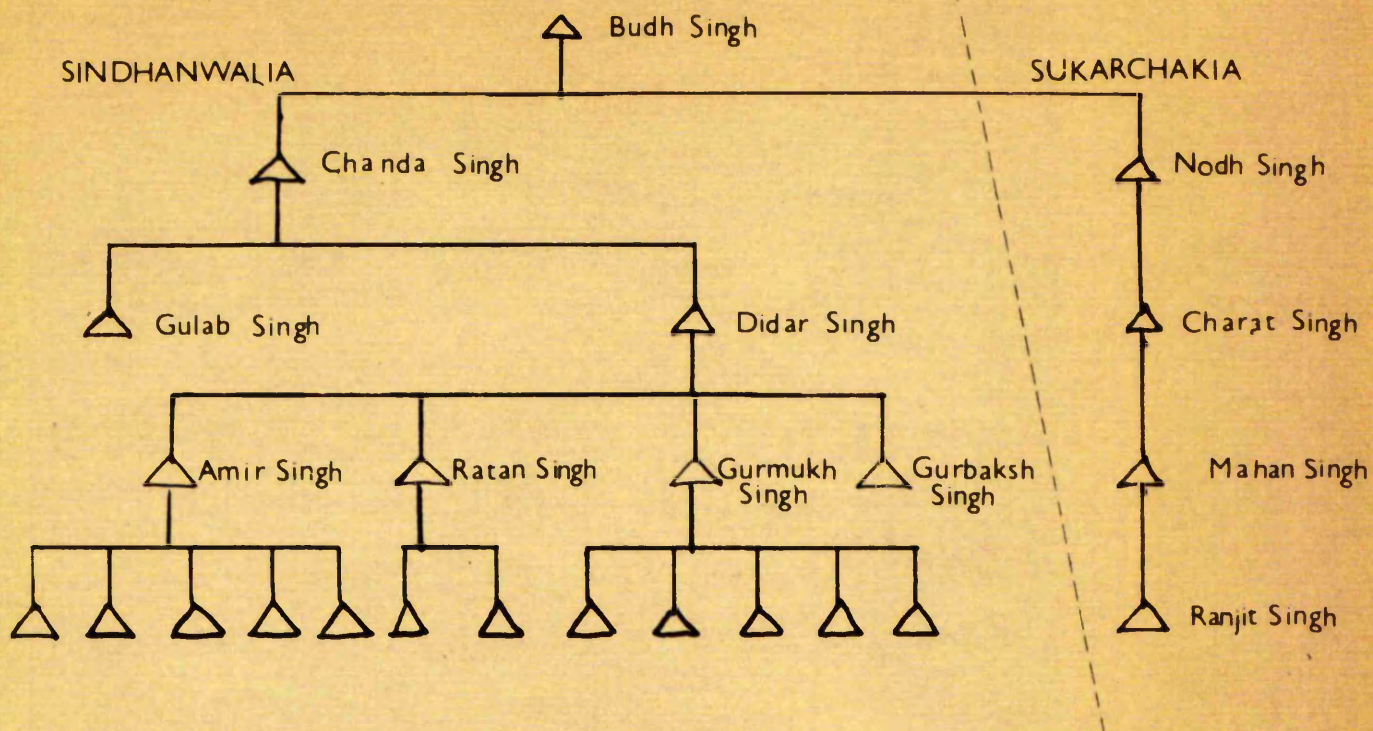 Budh Singh
SINDHANWALIA
SUKARCHAKIA
Chanda Singh
Nodh Singh
Gulab Singh
Didar Singh
Charat Singh
Amir Singh
Ratan Singh
Gurmukh
Singh
Gurbaksh
Singh
Mahan Singh
Ranjit Singh